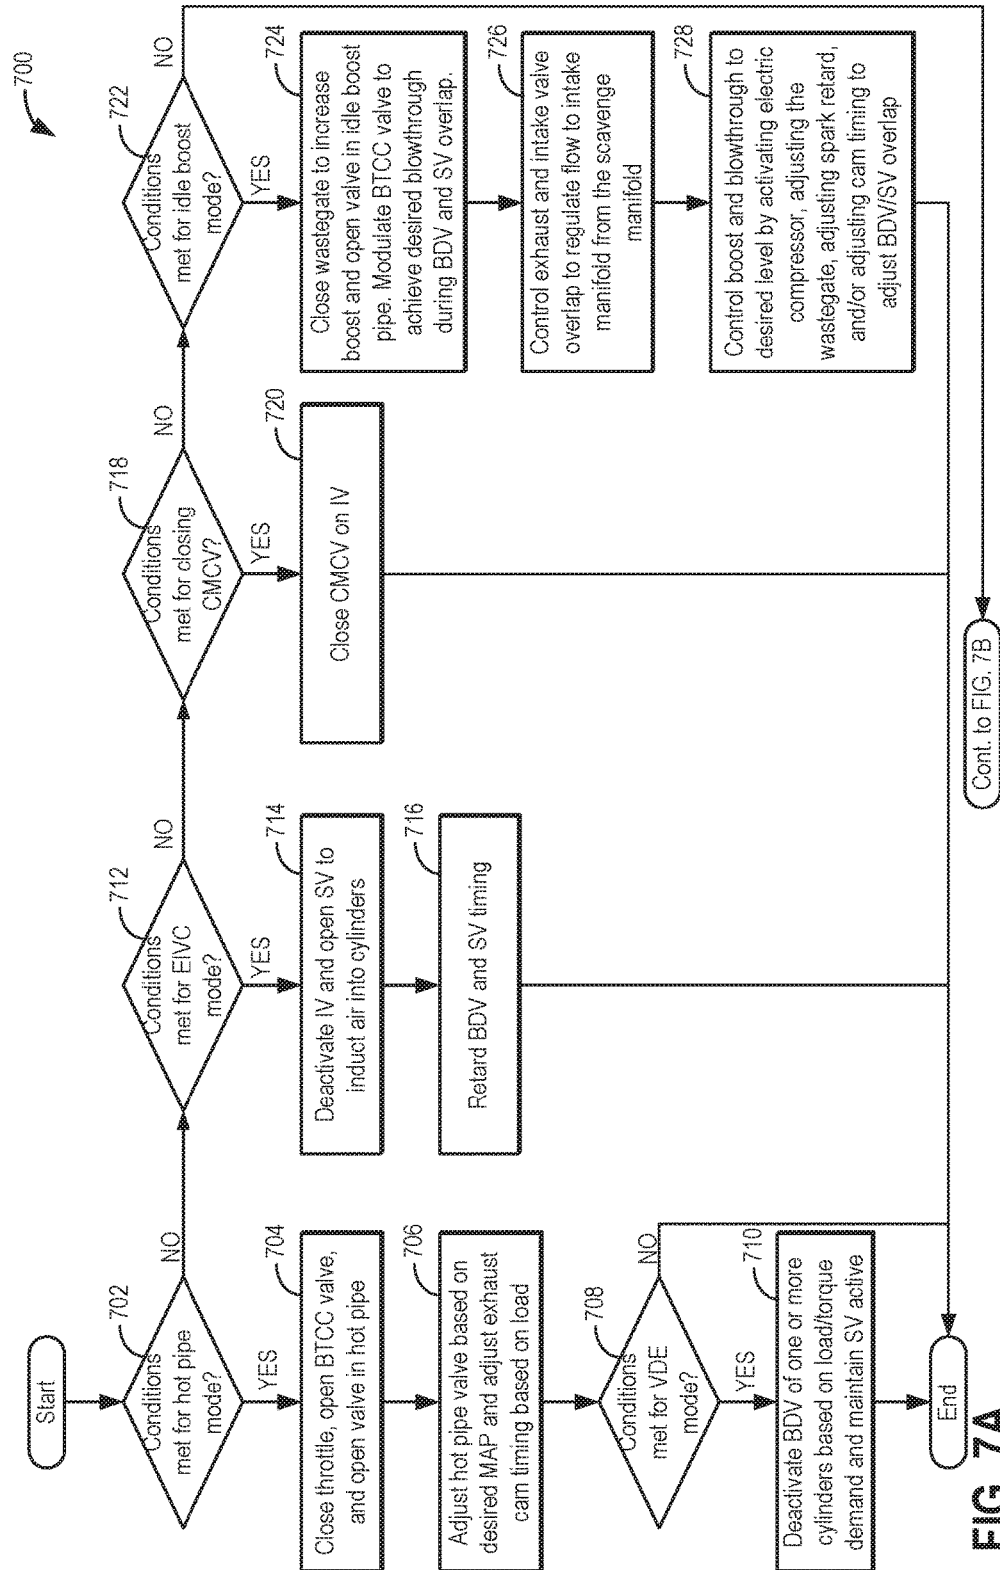 700
Start
702
Conditions
met for hot pipe
mode?
NO
YES
704
Close throttle, open BTCC valve,
and open valve in hot pipe
706
Adjust hot pipe valve based on
desired MAP and adjust exhaust
cam timing based on load
708
Conditions
met for VDE
mode?
NO
YES
710
Deactivate BDV of one or more
cylinders based on load/torque
demand and maintain SV active
End
712
Conditions
met for EIVC
mode?
NO
YES
714
Deactivate IV and open SV to
induct air into cylinders
716
Retard BDV and SV timing
718
Conditions
met for closing
CMCV?
NO
YES
720
Close CMCV on IV
722
Conditions
met for idle boost
mode?
NO
YES
724
Close wastegate to increase
boost and open valve in idle boost
pipe. Modulate BTCC valve to
achieve desired blowthrough
during BDV and SV overlap.
726
Control exhaust and intake valve
overlap to regulate flow to intake
manifold from the scavenge
manifold
728
Control boost and blowthrough to
desired level by activating electric
compressor, adjusting the
wastegate, adjusting spark retard,
and/or adjusting cam timing to
adjust BDV/SV overlap
Cont. to FIG. 7B
FIG. 7A